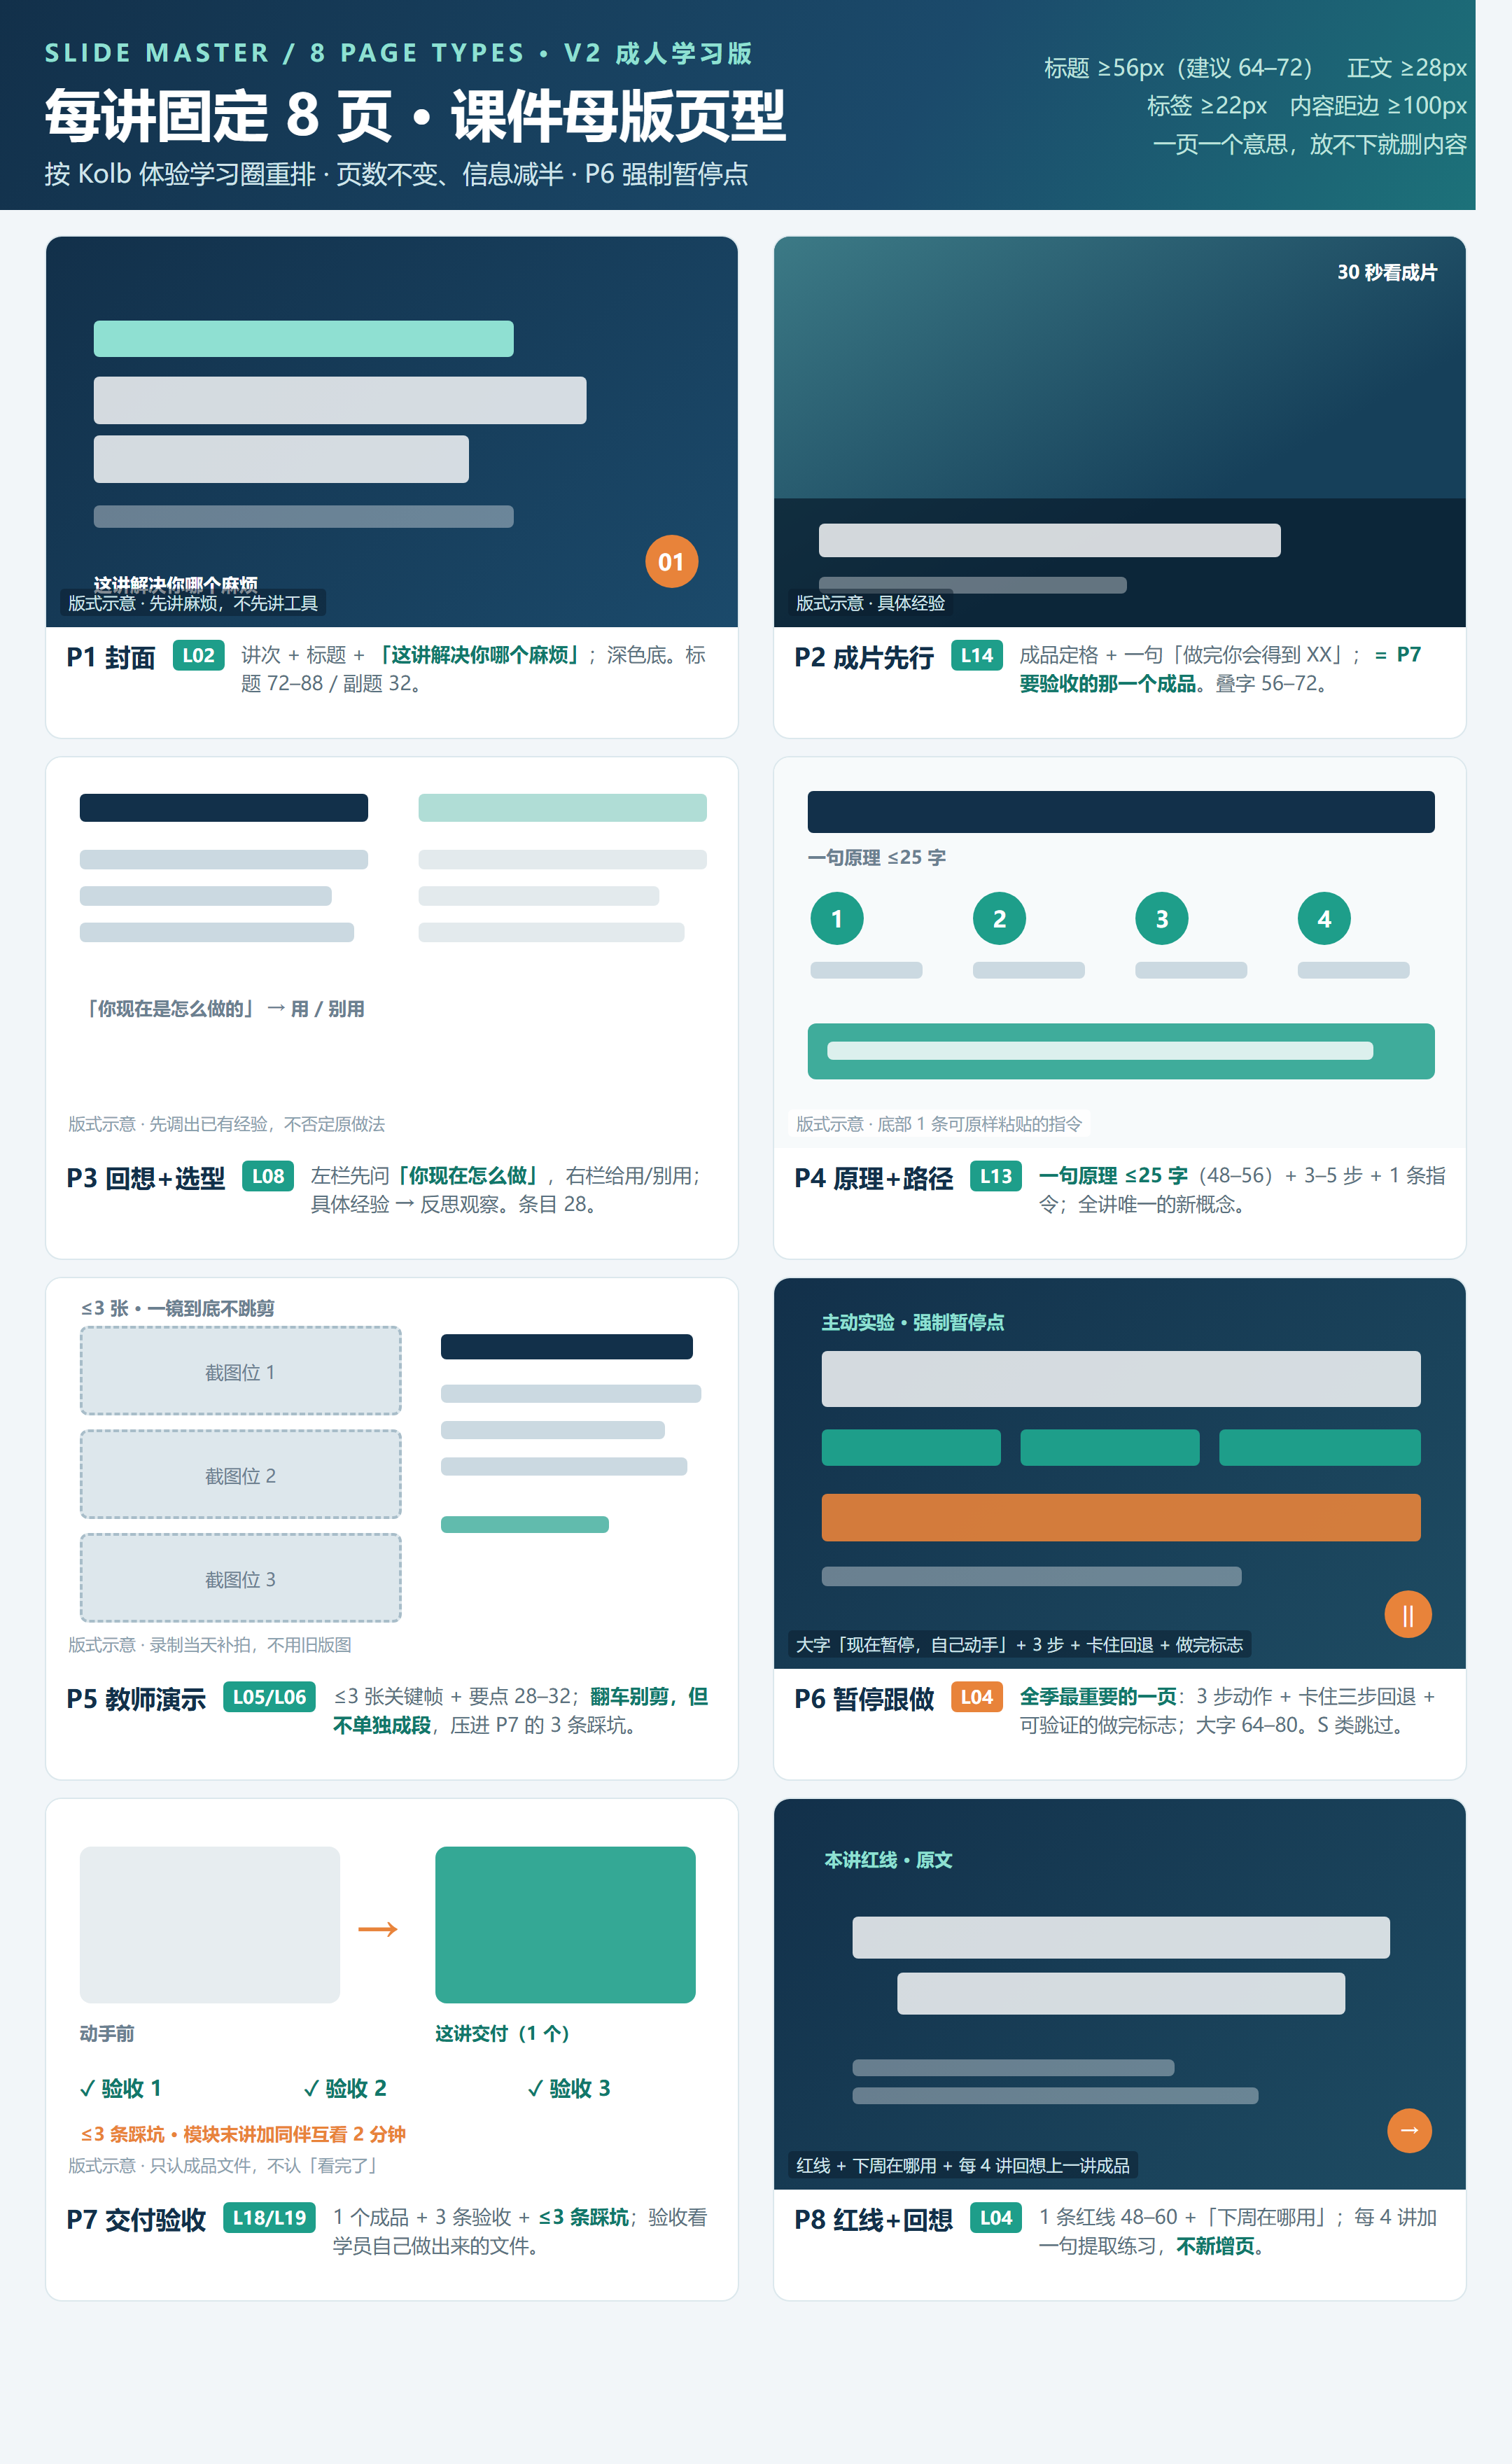 SLIDE MASTER / 8 PAGE TYPES • V2 成人学习版
每讲固定 8 页 • 课件母版页型
按 Kolb 体验学习圈重排 · 页数不变、信息减半 · P6 强制暂停点
标题 ≥56px（建议 64–72） 正文 ≥28px
标签 ≥22px 内容距边 ≥100px
一页一个意思，放不下就删内容
01
这讲解决你哪个麻烦
版式示意 · 先讲麻烦，不先讲工具
P1 封面 L02 讲次 + 标题 + 「这讲解决你哪个麻烦」；深色底。标
题 72–88 / 副题 32。
30 秒看成片
版式示意 · 具体经验
P2 成片先行 L14 成品定格 + 一句「做完你会得到 XX」；= P7
要验收的那一个成品。叠字 56–72。
「你现在是怎么做的」 → 用 / 别用
版式示意 · 先调出已有经验，不否定原做法
P3 回想+选型 L08 左栏先问「你现在怎么做」，右栏给用/别用；
具体经验 → 反思观察。条目 28。
一句原理 ≤25 字
1 2 3 4
版式示意 · 底部 1 条可原样粘贴的指令
P4 原理+路径 L13 一句原理 ≤25 字（48–56）+ 3–5 步 + 1 条指
令；全讲唯一的新概念。
≤3 张 • 一镜到底不跳剪
截图位 1
截图位 2
截图位 3
版式示意 · 录制当天补拍，不用旧版图
P5 教师演示 L05/L06 ≤3 张关键帧 + 要点 28–32；翻车别剪，但
不单独成段，压进 P7 的 3 条踩坑。
主动实验 • 强制暂停点
||
大字「现在暂停，自己动手」+ 3 步 + 卡住回退 + 做完标志
P6 暂停跟做 L04 全季最重要的一页：3 步动作 + 卡住三步回退 +
可验证的做完标志；大字 64–80。S 类跳过。
→
动手前 这讲交付（1 个）
✓ 验收 1 ✓ 验收 2 ✓ 验收 3
≤3 条踩坑 • 模块末讲加同伴互看 2 分钟
版式示意 · 只认成品文件，不认「看完了」
P7 交付验收 L18/L19 1 个成品 + 3 条验收 + ≤3 条踩坑；验收看
学员自己做出来的文件。
本讲红线 • 原文
→
红线 + 下周在哪用 + 每 4 讲回想上一讲成品
P8 红线+回想 L04 1 条红线 48–60 +「下周在哪用」；每 4 讲加
一句提取练习，不新增页。